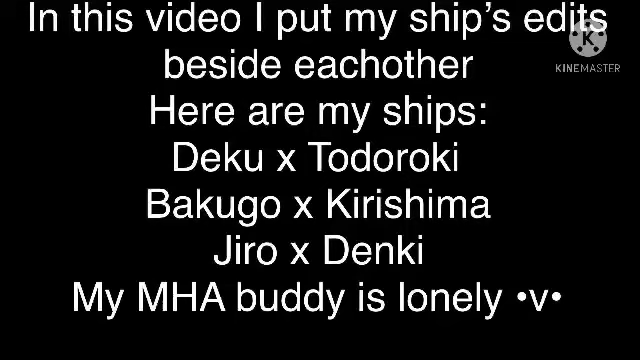 In this video I put my ship’s edits
beside eachother
Here are my ships:
Deku x Todoroki
Bakugo x Kirishima
Jiro x Denki
My MHA buddy is lonely •v•
K
KINEMASTER